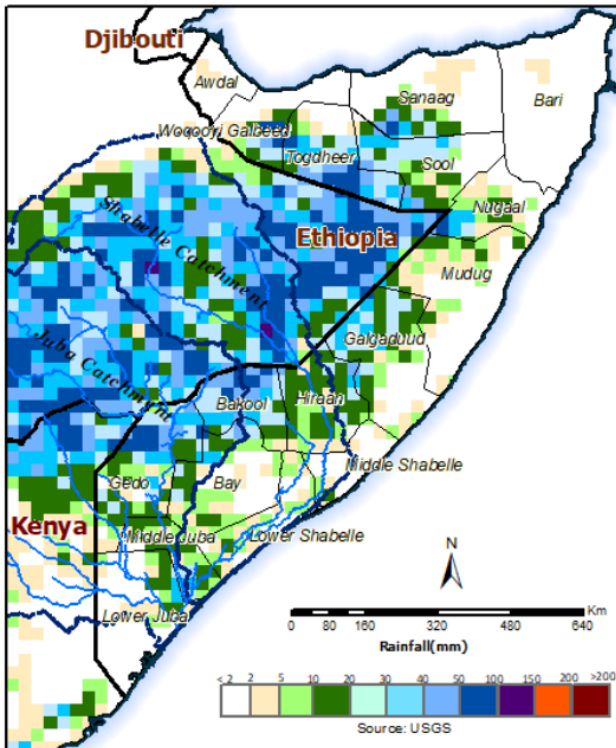 Djibouti
Awdal
Sanaag
Bari
Woqooyi Galbeed
Togdheer
Sool
Shabelle Catchment
Ethiopia
Nugaal
Mudug
Juba Catchment
Galgaduud
Bakool
Hiraan
Middle Shabelle
Gedo
Bay
Kenya
Middle Juba
Lower Shabelle
N
Lower Juba
Km
0 80 160 320 480 640
Rainfall(mm)
< 2 2 5 10 20 30 40 50 100 150 200 >200
Source: USGS